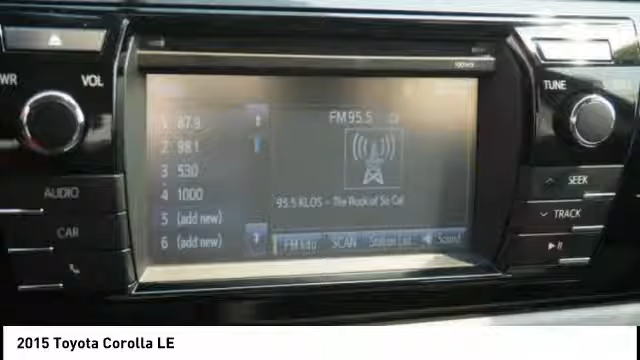 PWR VOL
AUDIO
CAR
1 87.9
2 98.1
3 530
4 1000
5 (add new)
6 (add new)
FM 95.5
95.5 KLOS - The Rock of So Cal
SCAN Station List Sound
TUNE
SEEK
TRACK
2015 Toyota Corolla LE